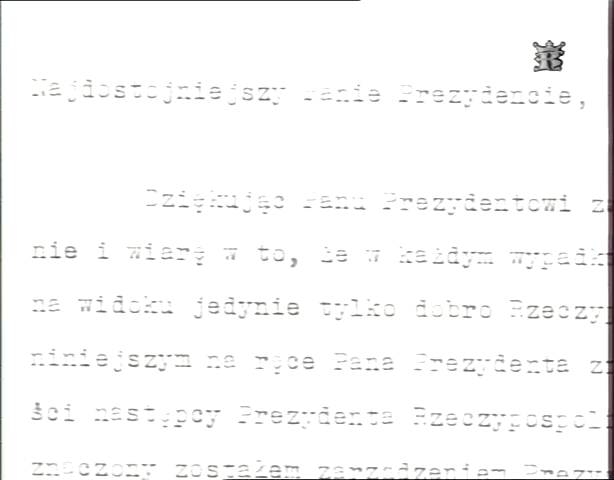 R
Najdostojniejszy Panie Prezydencie,
Dziękując Panu Prezydentowi z
nie i wiarę w to, że w każdym wypadk
na widoku jedynie tylko dobro Rzeczy
niniejszym na ręce Pana Prezydenta z
ści następcy Prezydenta Rzeczypospol
znaczony zostałem zarządzeniem Prezy